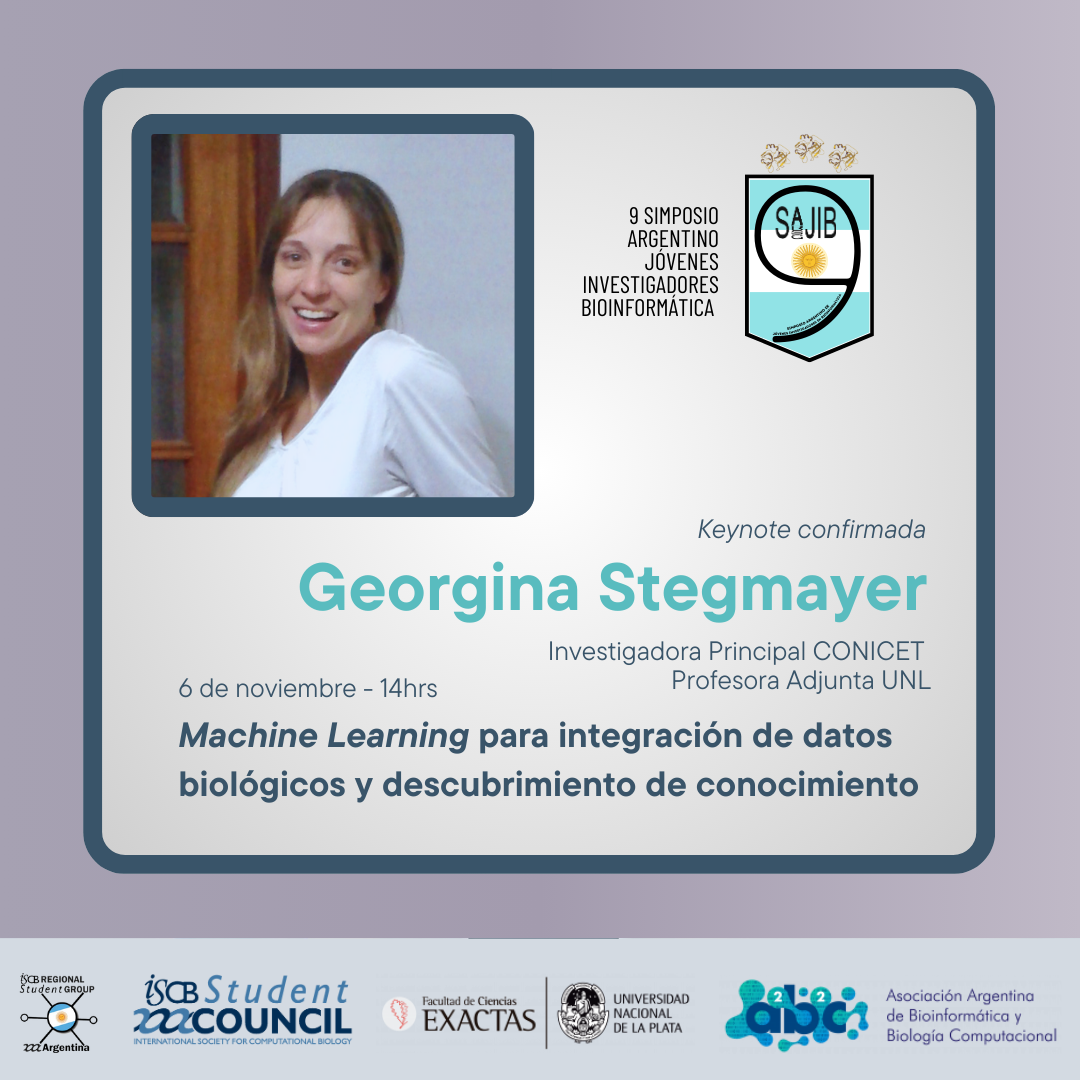 9 SIMPOSIO
ARGENTINO
JÓVENES
INVESTIGADORES
BIOINFORMÁTICA
SAJIB
Keynote confirmada
Georgina Stegmayer
Investigadora Principal CONICET
Profesora Adjunta UNL
6 de noviembre - 14hrs
Machine Learning para integración de datos
biológicos y descubrimiento de conocimiento
iSCB REGIONAL
Student GROUP
Argentina
iSCB Student
COUNCIL
INTERNATIONAL SOCIETY FOR COMPUTATIONAL BIOLOGY
Facultad de Ciencias
EXACTAS
UNIVERSIDAD
NACIONAL
DE LA PLATA
2 2
abc
Asociación Argentina
de Bioinformática y
Biología Computacional